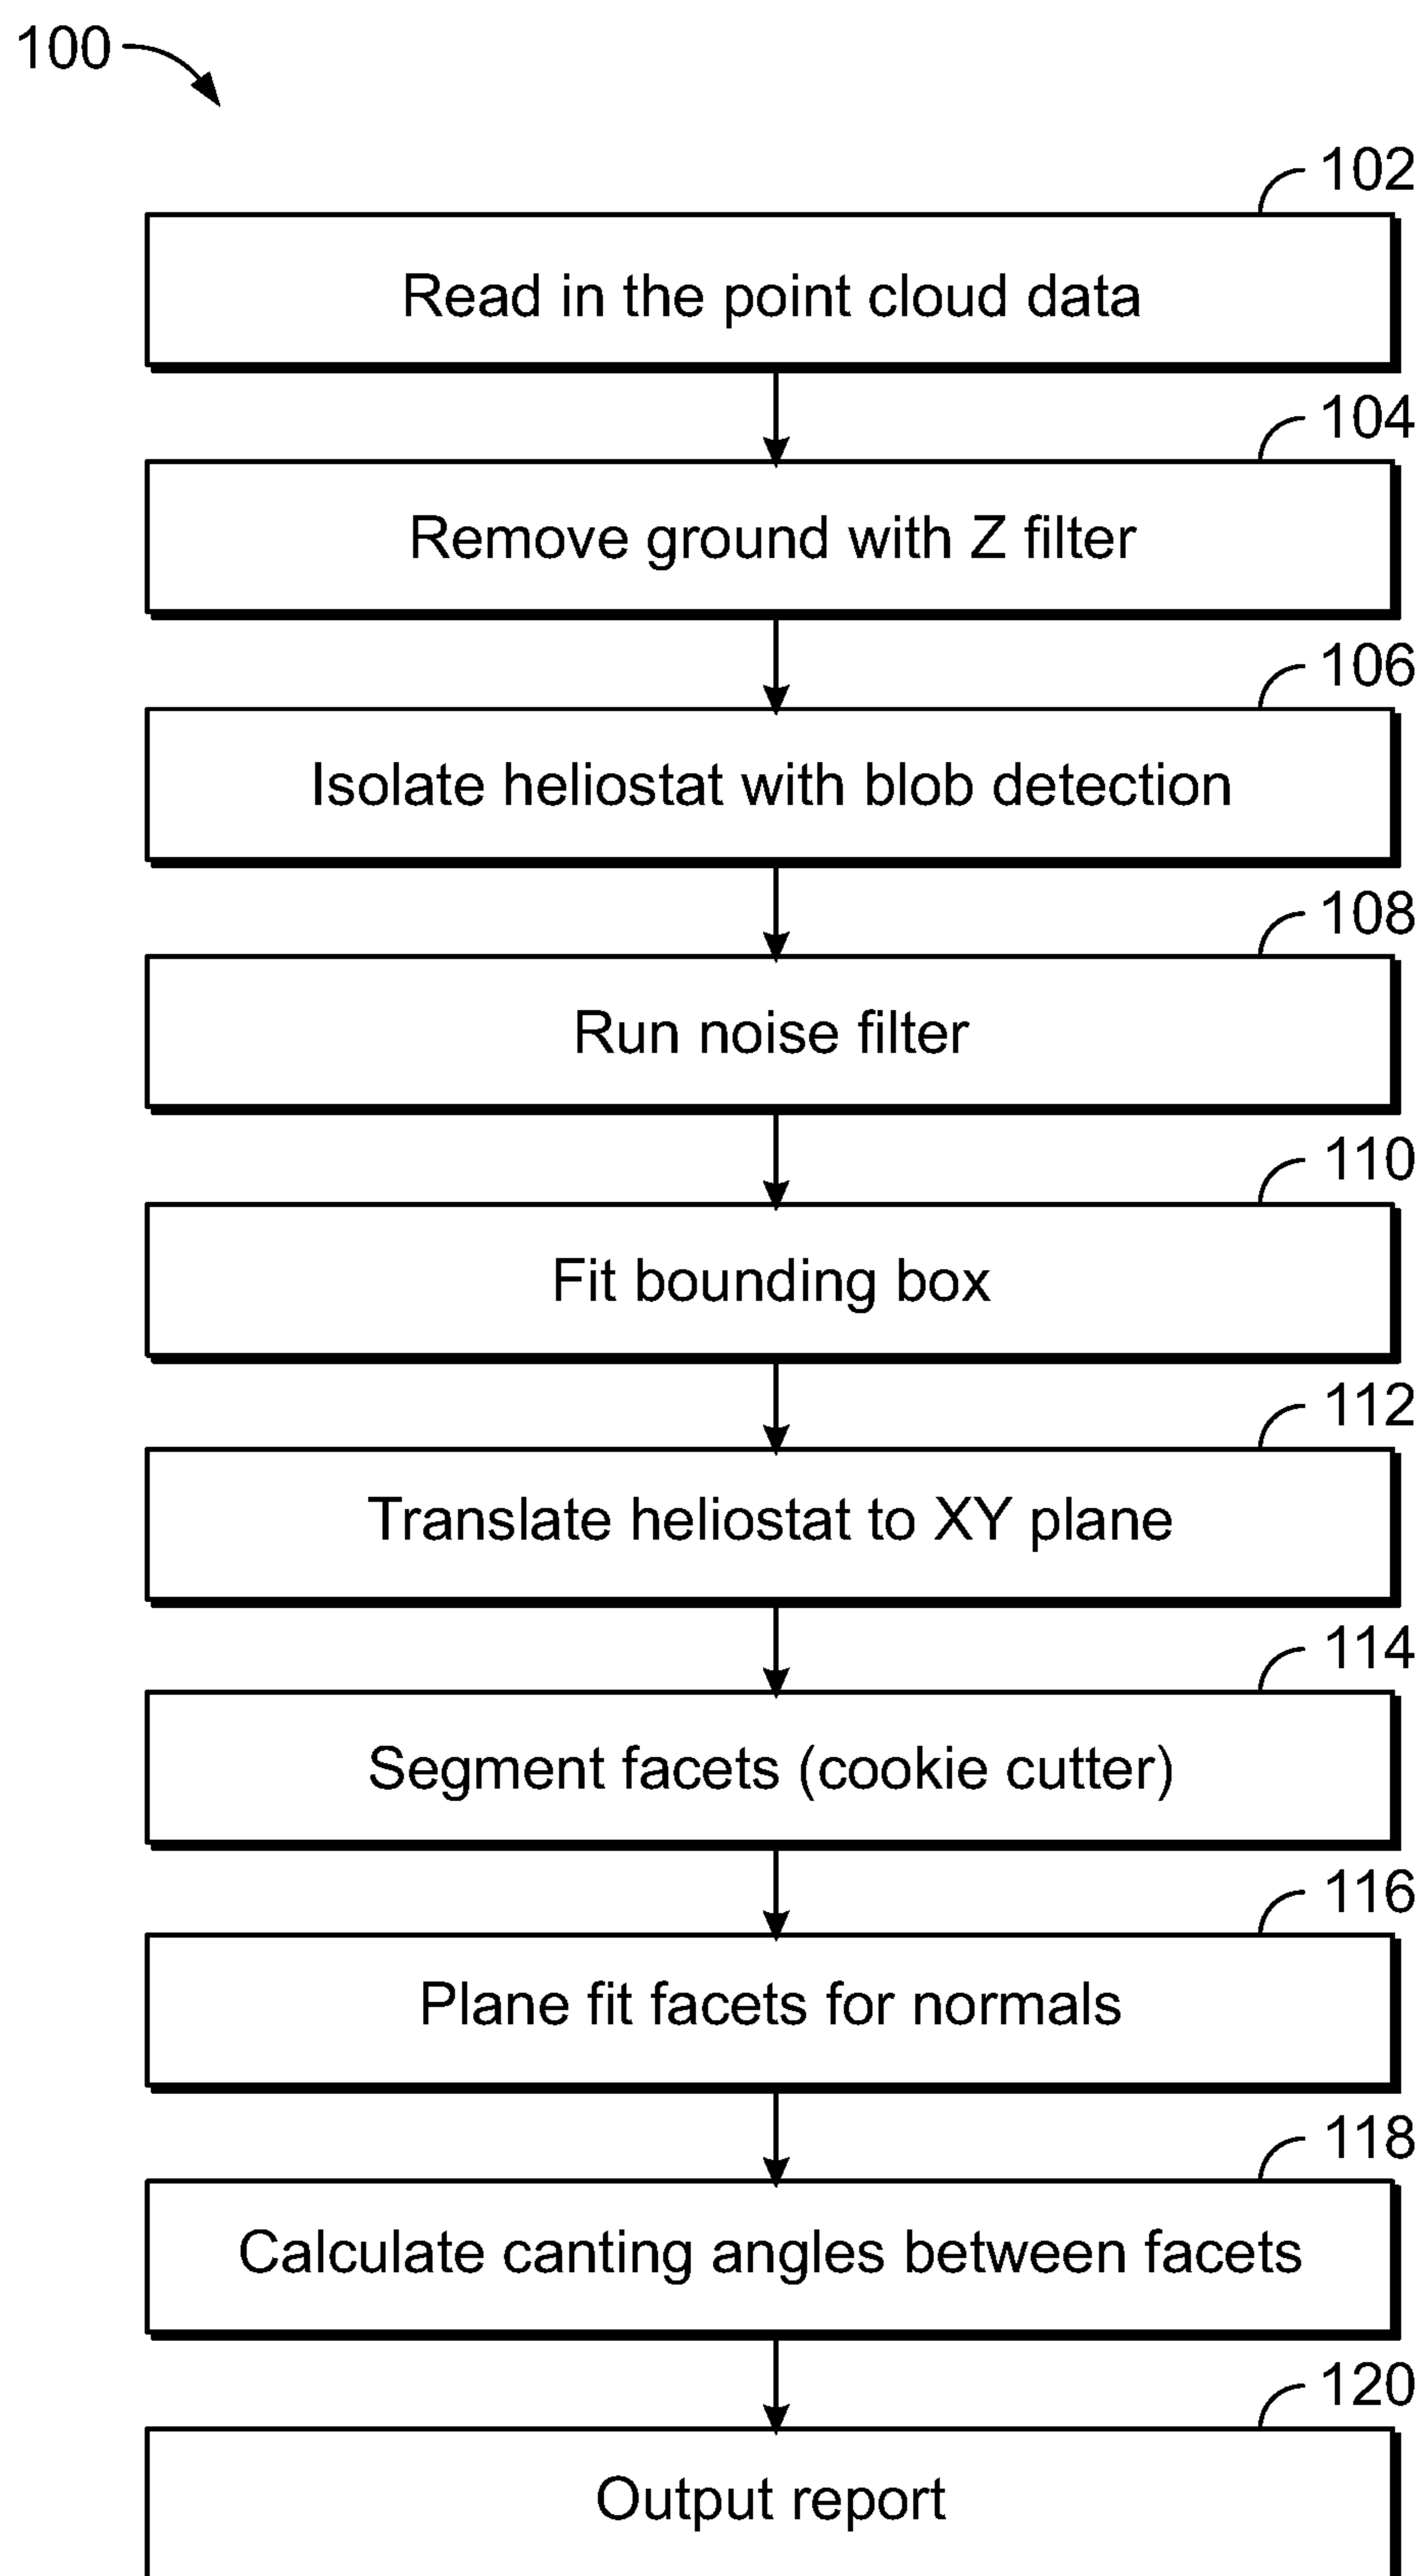 100
102
Read in the point cloud data
104
Remove ground with Z filter
106
Isolate heliostat with blob detection
108
Run noise filter
110
Fit bounding box
112
Translate heliostat to XY plane
114
Segment facets (cookie cutter)
116
Plane fit facets for normals
118
Calculate canting angles between facets
120
Output report